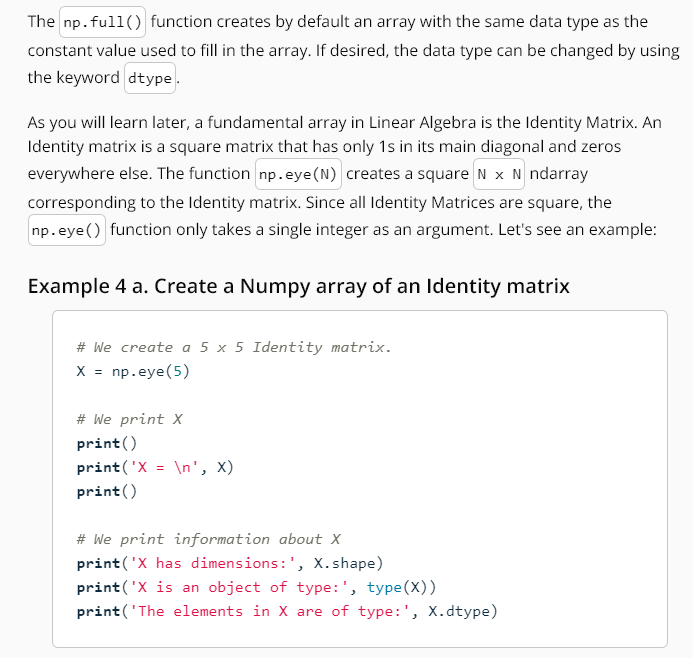 The np.full() function creates by default an array with the same data type as the
constant value used to fill in the array. If desired, the data type can be changed by using
the keyword dtype.
As you will learn later, a fundamental array in Linear Algebra is the Identity Matrix. An
Identity matrix is a square matrix that has only 1s in its main diagonal and zeros
everywhere else. The function np.eye(N) creates a square N x N ndarray
corresponding to the Identity matrix. Since all Identity Matrices are square, the
np.eye() function only takes a single integer as an argument. Let's see an example:
Example 4 a. Create a Numpy array of an Identity matrix
# We create a 5 x 5 Identity matrix.
X = np.eye(5)
# We print X
print()
print('X = \n', X)
print()
# We print information about X
print('X has dimensions:', X.shape)
print('X is an object of type:', type(X))
print('The elements in X are of type:', X.dtype)